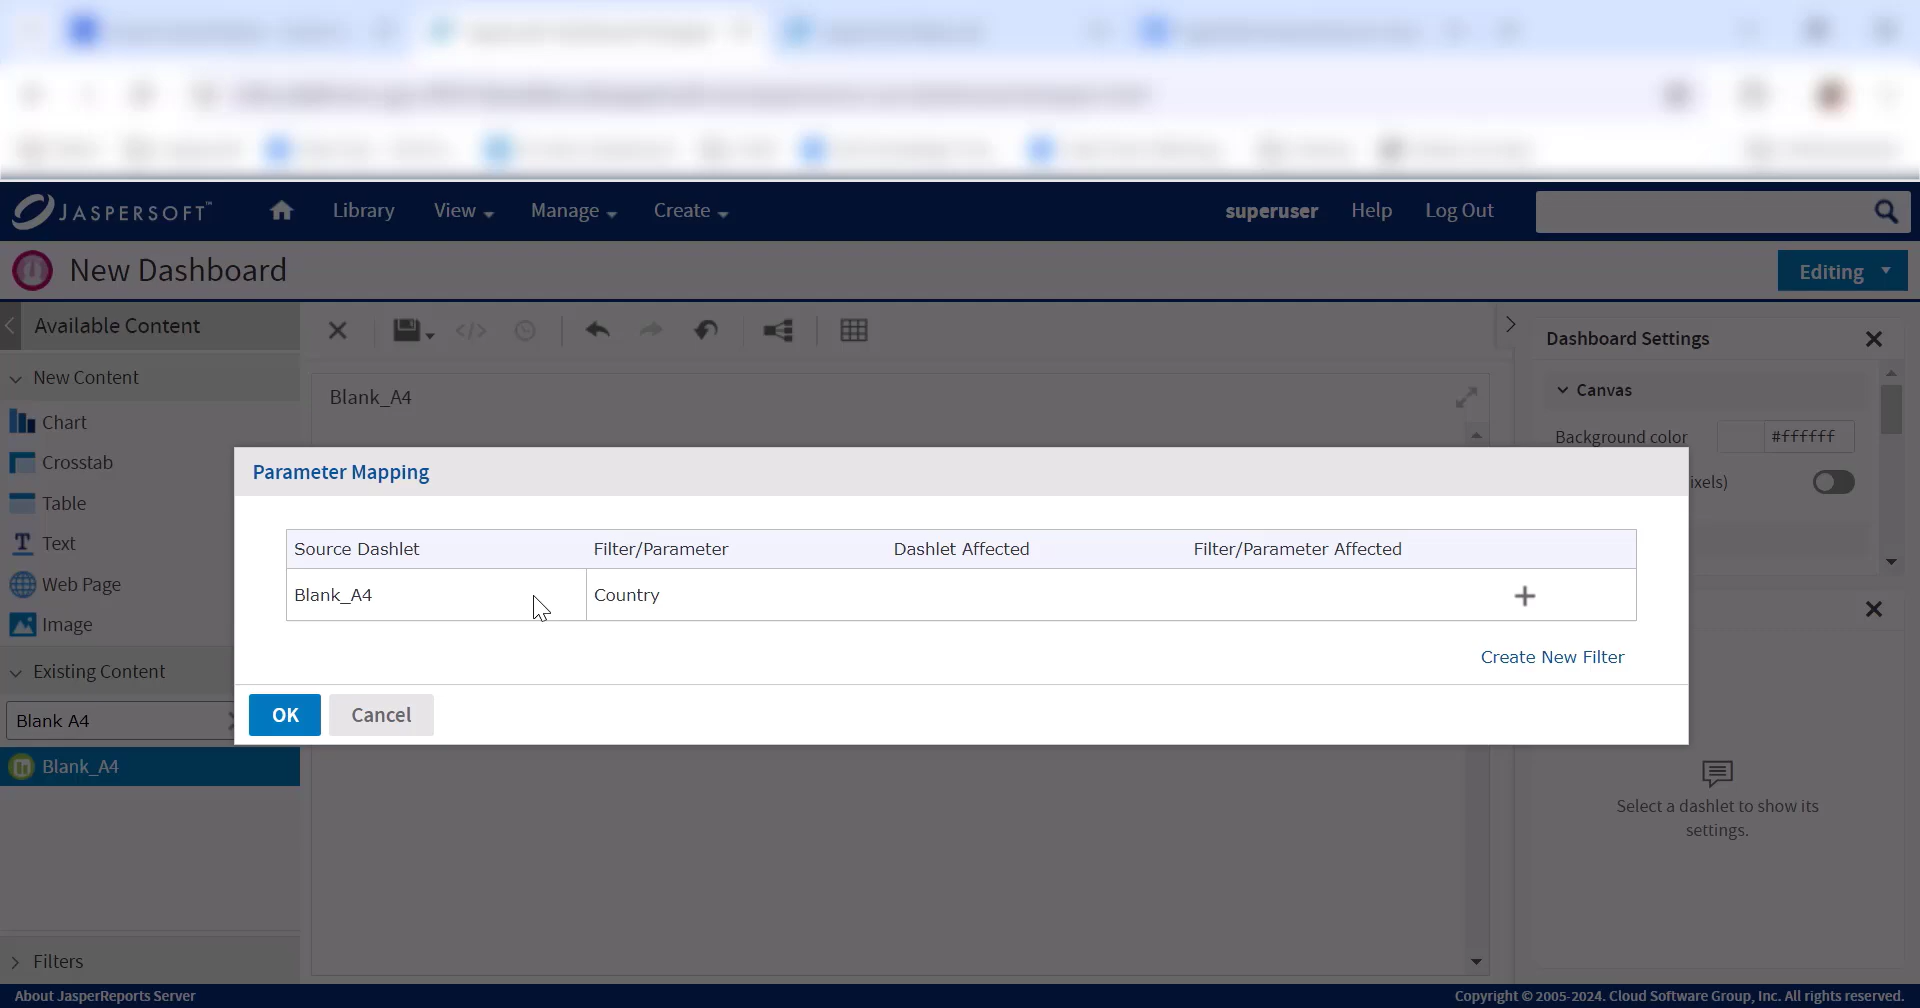 JASPERSOFT™ Library View Manage Create superuser Help Log Out
New Dashboard Editing
Available Content
New Content
Chart
Crosstab
Table
Text
Web Page
Image
Existing Content
Blank A4
Blank_A4
Filters
Blank_A4
Dashboard Settings
Canvas
Background color #ffffff
ixels)
Select a dashlet to show its
settings.
Parameter Mapping
Source Dashlet Filter/Parameter Dashlet Affected Filter/Parameter Affected
Blank_A4 Country
Create New Filter
OK Cancel
About JasperReports Server Copyright © 2005-2024. Cloud Software Group, Inc. All rights reserved.